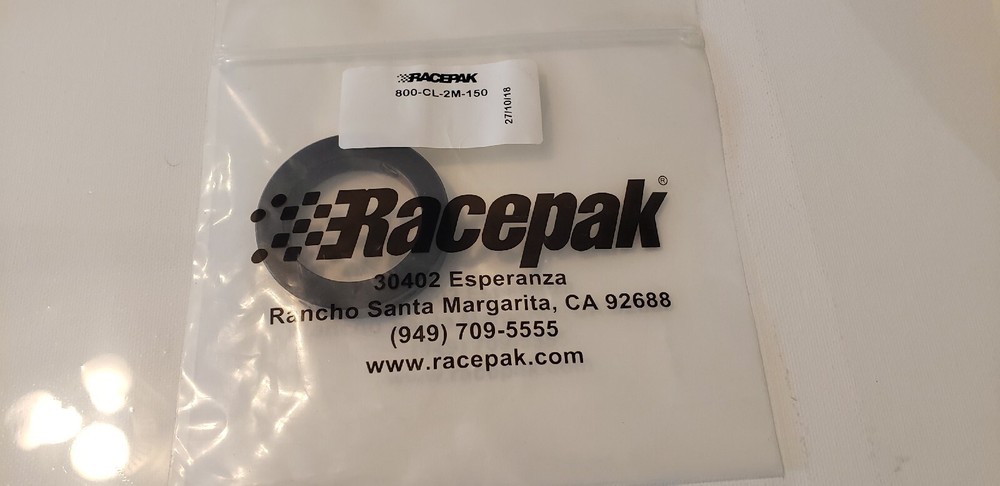 RACEPAK
800-CL-2M-150
27/10/18
Racepak®
30402 Esperanza
Rancho Santa Margarita, CA 92688
(949) 709-5555
www.racepak.com